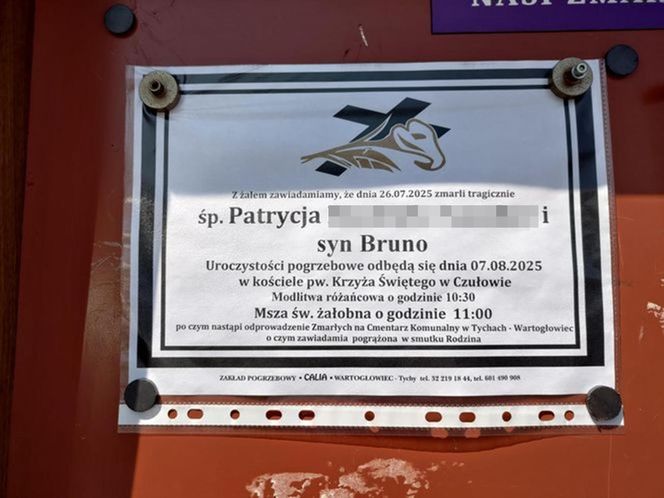 Z żalem zawiadamiamy, że dnia 26.07.2025 zmarli tragicznie
śp. Patrycja i
syn Bruno
Uroczystości pogrzebowe odbędą się dnia 07.08.2025
w kościele pw. Krzyża Świętego w Czułowie
Modlitwa różańcowa o godzinie 10:30
Msza św. żałobna o godzinie 11:00
po czym nastąpi odprowadzenie Zmarłych na Cmentarz Komunalny w Tychach - Wartogłowiec
o czym zawiadamia pogrążona w smutku Rodzina
ZAKŁAD POGRZEBOWY • CALIA • WARTOGŁOWIEC - Tychy tel. 32 219 18 44, tel. 601 490 908